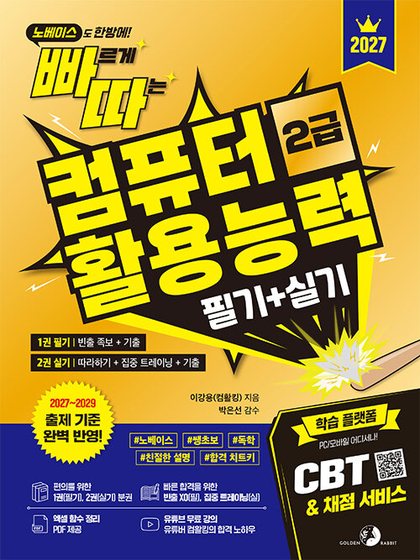 노베이스도 한방에!
빠르게
따는
2027
컴퓨터 2급
활용능력
필기+실기
1권 필기 | 빈출 족보 + 기출
2권 실기 | 따라하기 + 집중 트레이닝 + 기출
이강용(컴활킹) 지음
박은선 감수
2027~2029
출제 기준
완벽 반영!
#노베이스 #쌩초보 #독학
#친절한 설명 #합격 치트키
학습 플랫폼
PC/모바일 어디서나!
CBT
& 채점 서비스
편의를 위한
1권(필기), 2권(실기) 분권
빠른 합격을 위한
빈출 XO(필), 집중 트레이닝(실)
엑셀 함수 정리
PDF 제공
유튜브 무료 강의
유튜버 컴활킹의 합격 노하우
GOLDEN RABBIT